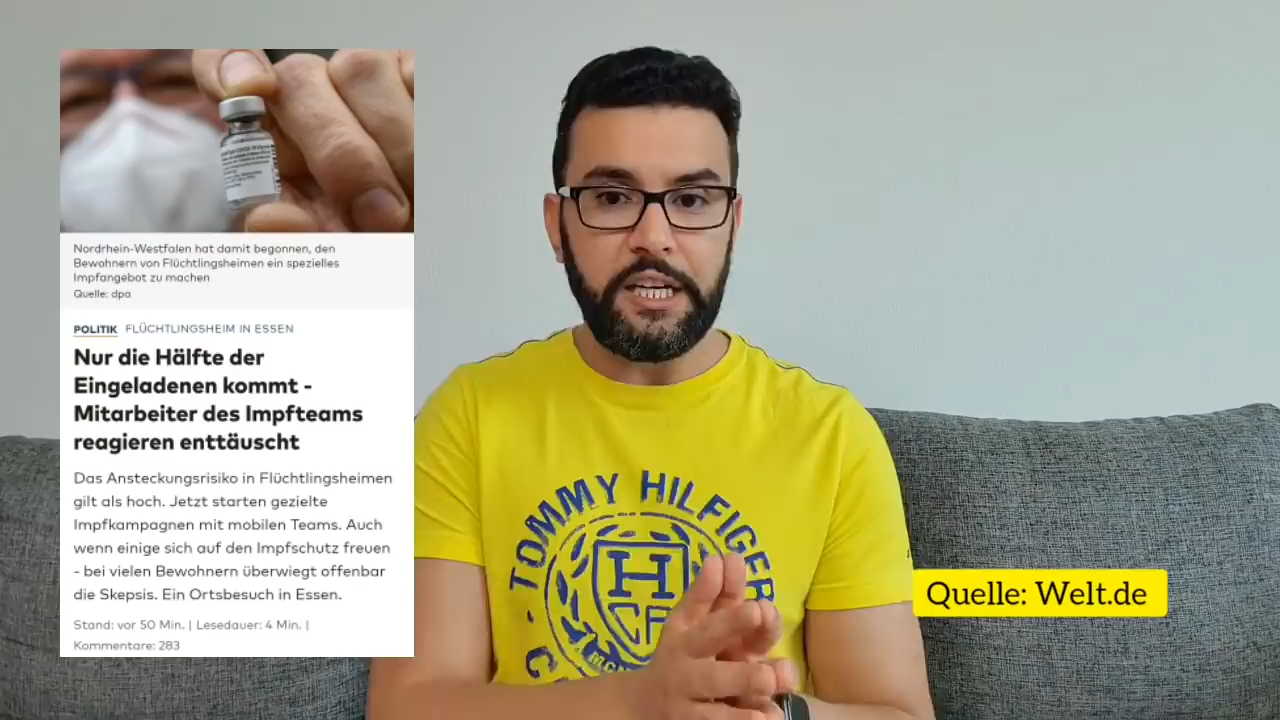 Nordrhein-Westfalen hat damit begonnen, den
Bewohnern von Flüchtlingsheimen ein spezielles
Impfangebot zu machen
Quelle: dpa
POLITIK FLÜCHTLINGSHEIM IN ESSEN
Nur die Hälfte der
Eingeladenen kommt -
Mitarbeiter des Impfteams
reagieren enttäuscht
Das Ansteckungsrisiko in Flüchtlingsheimen
gilt als hoch. Jetzt starten gezielte
Impfkampagnen mit mobilen Teams. Auch
wenn einige sich auf den Impfschutz freuen
- bei vielen Bewohnern überwiegt offenbar
die Skepsis. Ein Ortsbesuch in Essen.
Stand: vor 50 Min. | Lesedauer: 4 Min. |
Kommentare: 283
TOMMY HILFIGER
H
Quelle: Welt.de